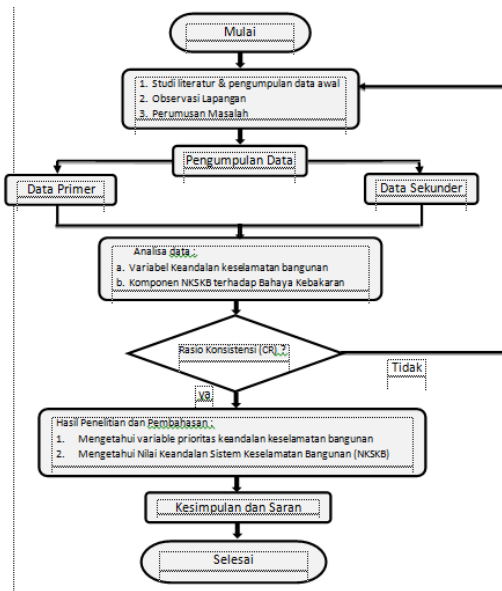 Mulai
1. Studi literatur & pengumpulan data awal
2. Observasi Lapangan
3. Perumusan Masalah
Pengumpulan Data
Data Primer
Data Sekunder
Analisa data :
a. Variabel Keandalan keselamatan bangunan
b. Komponen NKSKB terhadap Bahaya Kebakaran
Rasio Konsistensi (CR) ?
Tidak
ya
Hasil Penelitian dan Pembahasan :
1. Mengetahui variable prioritas keandalan keselamatan bangunan
2. Mengetahui Nilai Keandalan Sistem Keselamatan Bangunan (NKSKB)
Kesimpulan dan Saran
Selesai